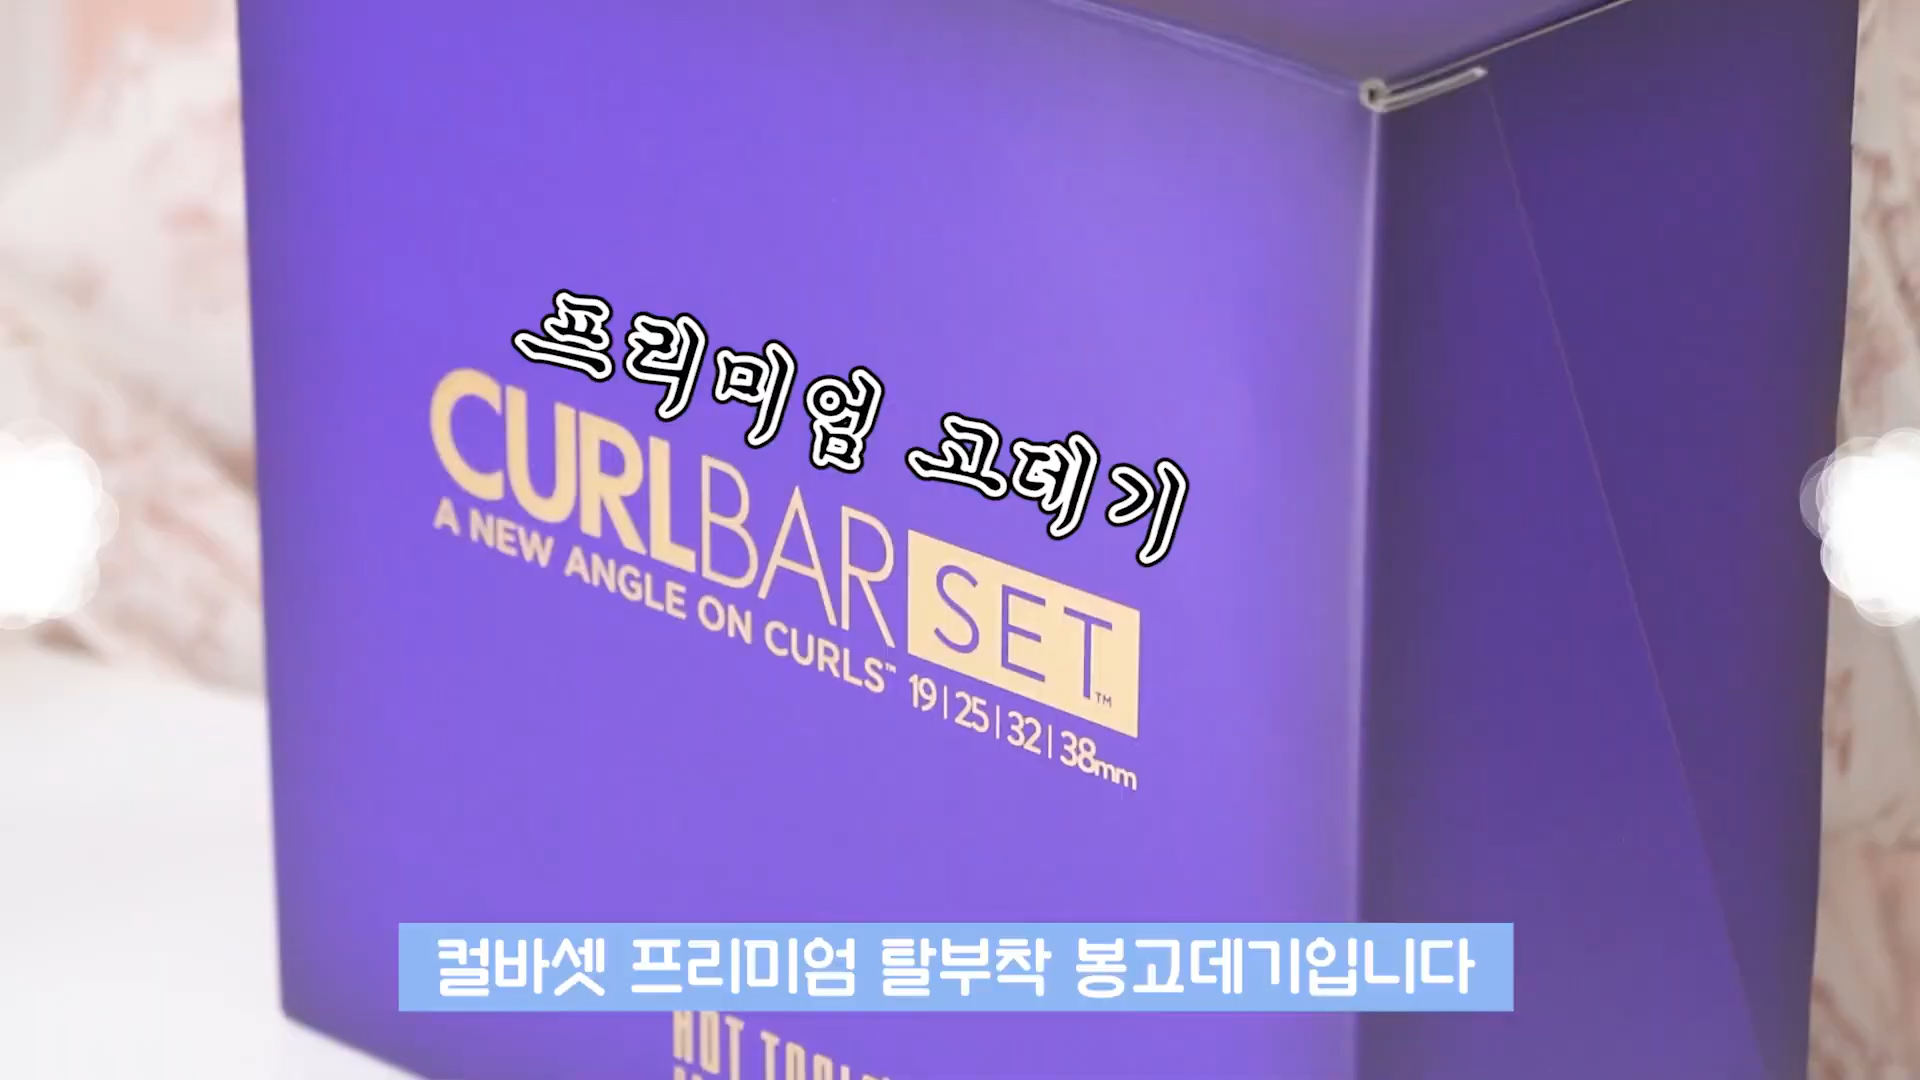 프리미엄 고데기
CURLBAR SET™
A NEW ANGLE ON CURLS™ 19|25|32|38mm
컬바셋 프리미엄 탈부착 봉고데기입니다
HOT